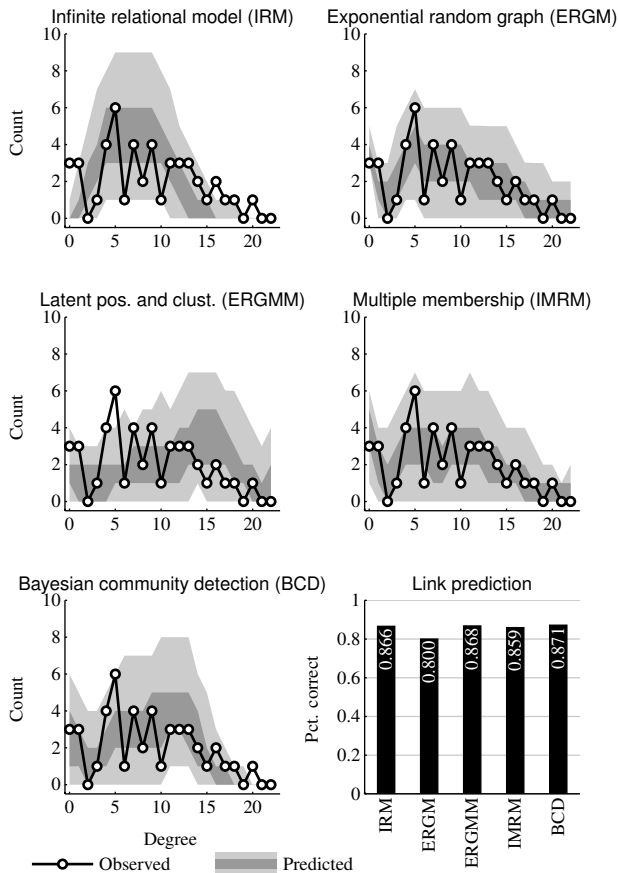 Infinite relational model (IRM)
Exponential random graph (ERGM)
10
8
6
4
2
0
Count
0 5 10 15 20
10
8
6
4
2
0
0 5 10 15 20
Latent pos. and clust. (ERGMM)
Multiple membership (IMRM)
10
8
6
4
2
0
Count
0 5 10 15 20
10
8
6
4
2
0
0 5 10 15 20
Bayesian community detection (BCD)
Link prediction
10
8
6
4
2
0
Count
0 5 10 15 20
Degree
1
0.8
0.6
0.4
0.2
0
Pct. correct
0.866
0.800
0.868
0.859
0.871
IRM
ERGM
ERGMM
IMRM
BCD
Observed
Predicted